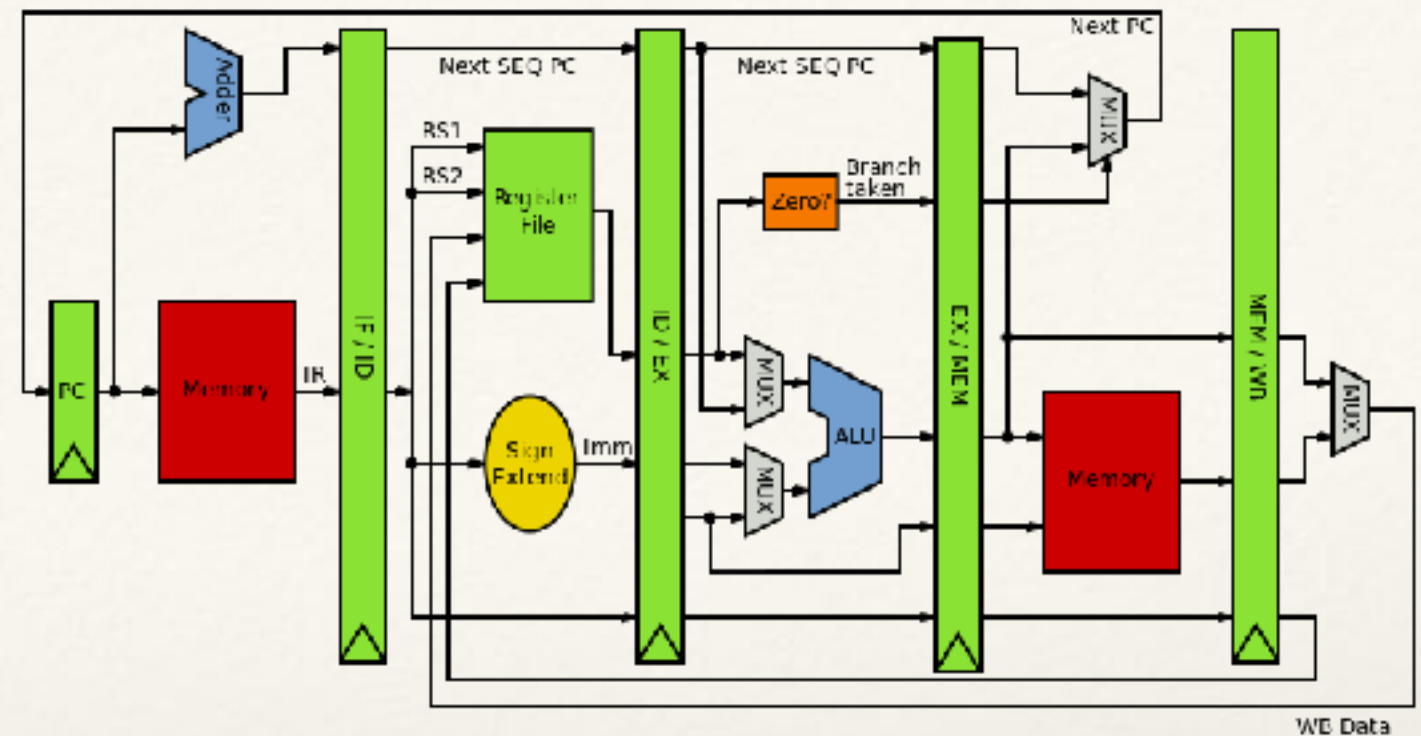 Next PC
Adder
Next SEQ PC
Next SEQ PC
MUX
RS1
RS2
Register
File
Zero?
Branch
taken
PC
Memory
IR
IF / ID
Sign
Extend
Imm
ID / EX
MUX
MUX
ALU
EX / MEM
Memory
MEM / WB
MUX
WB Data